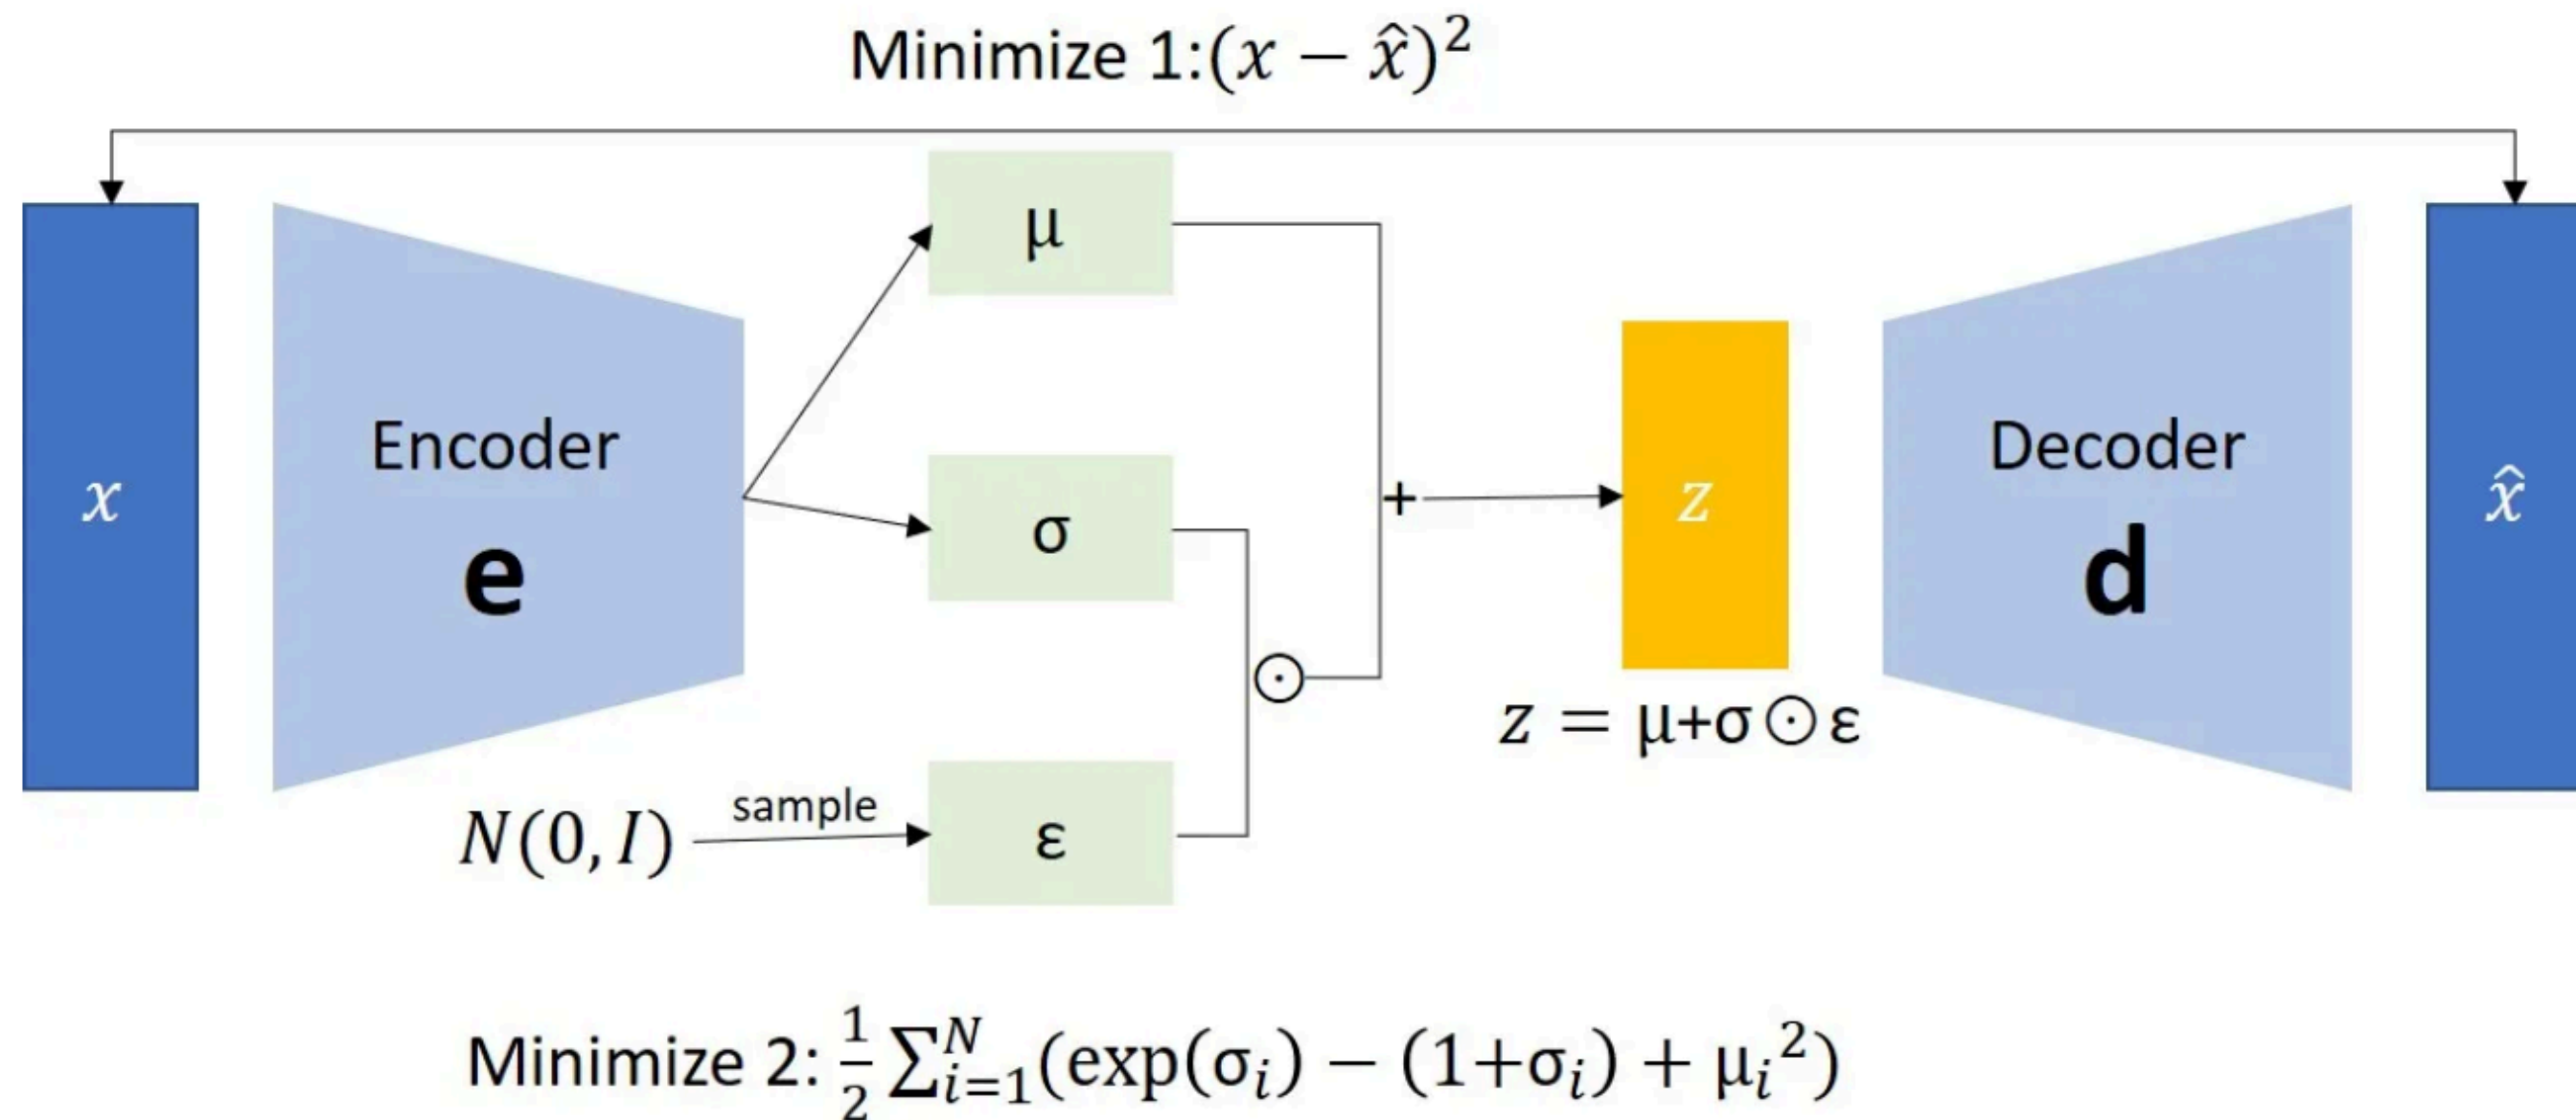 Minimize 1:(x − x̂)²
μ
Encoder
e
x
σ
+
z
Decoder
d
x̂
⊙
z = μ+σ⊙ε
N(0, I)
sample
ε
Minimize 2: 1/2 ∑ᵢ₌₁ᴺ(exp(σᵢ) − (1+σᵢ) + μᵢ²)